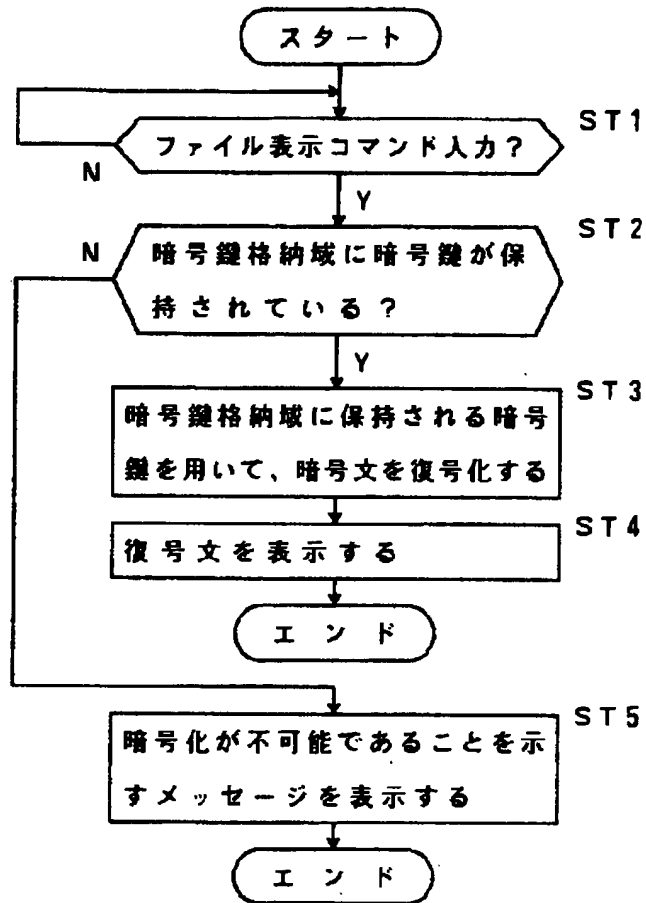 スタート
ST1
ファイル表示コマンド入力？
N
Y
ST2
N
暗号鍵格納域に暗号鍵が保
持されている？
Y
ST3
暗号鍵格納域に保持される暗号
鍵を用いて、暗号文を復号化する
ST4
復号文を表示する
エンド
ST5
暗号化が不可能であることを示
すメッセージを表示する
エンド